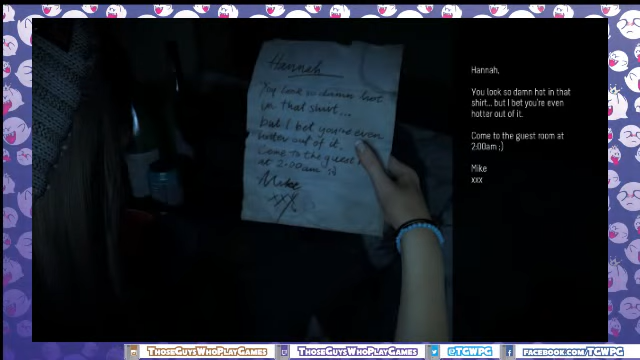 Hannah
You look so damn hot
in that shirt...
but I bet you're even
hotter out of it.
Come to the guest
at 2:00am :)
Mike
xxx
Hannah,
You look so damn hot in that
shirt... but I bet you're even
hotter out of it.
Come to the guest room at
2:00am ;)
Mike
xxx
THOSEGUYSWHOPLAYGAMES
THOSEGUYSWHOPLAYGAMES
@TGWPG
FACEBOOK.COM/TGWPG